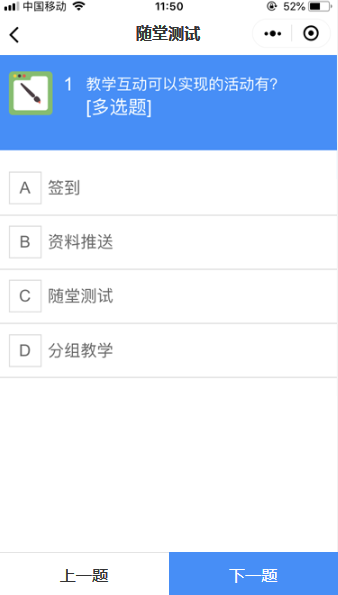 中国移动 11:50 52%
随堂测试
1 教学互动可以实现的活动有?
[多选题]
A 签到
B 资料推送
C 随堂测试
D 分组教学
上一题 下一题